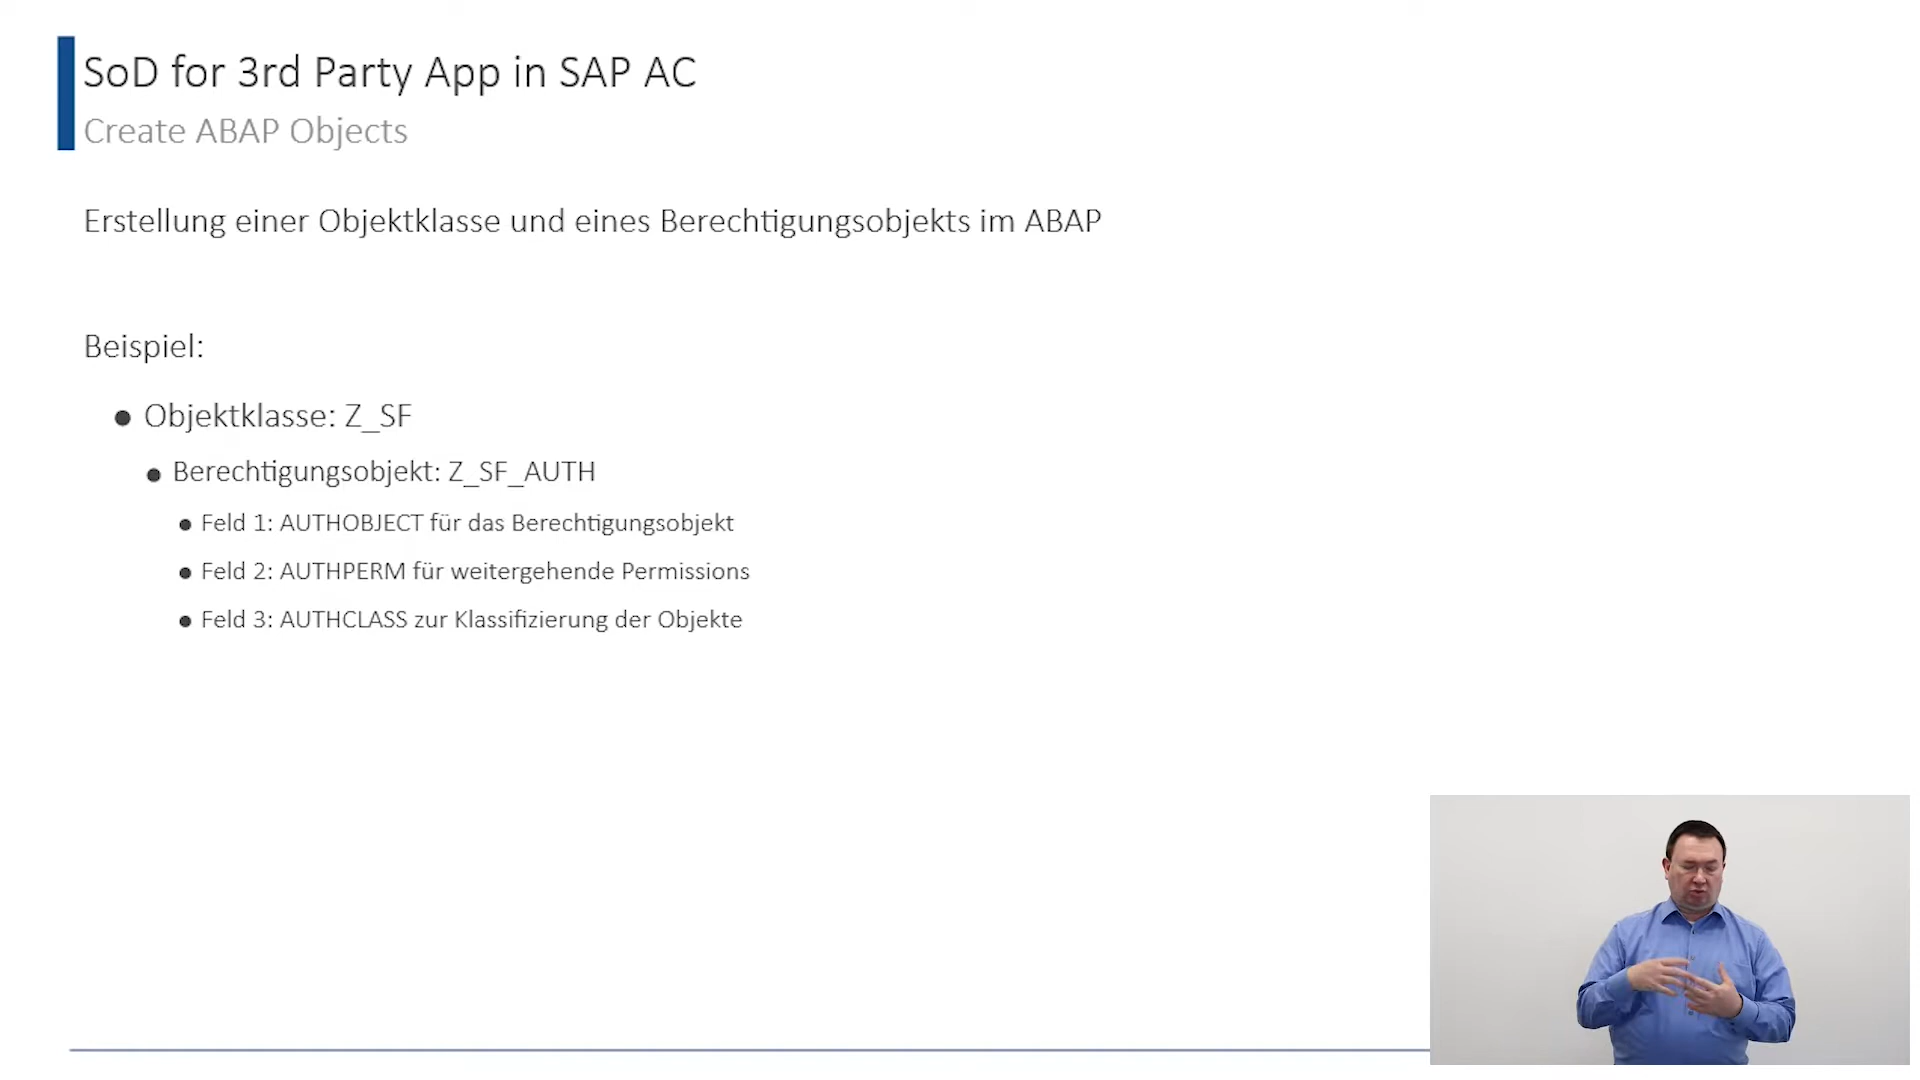 SoD for 3rd Party App in SAP AC
Create ABAP Objects
Erstellung einer Objektklasse und eines Berechtigungsobjekts im ABAP
Beispiel:
Objektklasse: Z_SF
Berechtigungsobjekt: Z_SF_AUTH
Feld 1: AUTHOBJECT für das Berechtigungsobjekt
Feld 2: AUTHPERM für weitergehende Permissions
Feld 3: AUTHCLASS zur Klassifizierung der Objekte